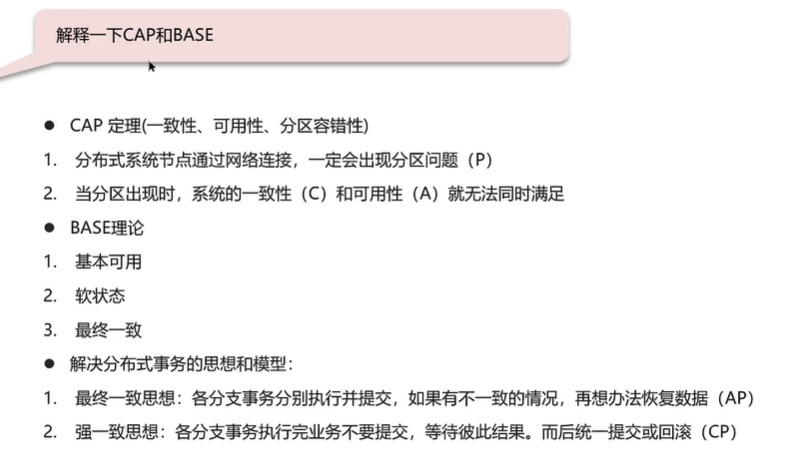 解释一下CAP和BASE
● CAP 定理(一致性、可用性、分区容错性)
1. 分布式系统节点通过网络连接，一定会出现分区问题（P）
2. 当分区出现时，系统的一致性（C）和可用性（A）就无法同时满足
● BASE理论
1. 基本可用
2. 软状态
3. 最终一致
● 解决分布式事务的思想和模型：
1. 最终一致思想：各分支事务分别执行并提交，如果有不一致的情况，再想办法恢复数据（AP）
2. 强一致思想：各分支事务执行完业务不要提交，等待彼此结果。而后统一提交或回滚（CP）